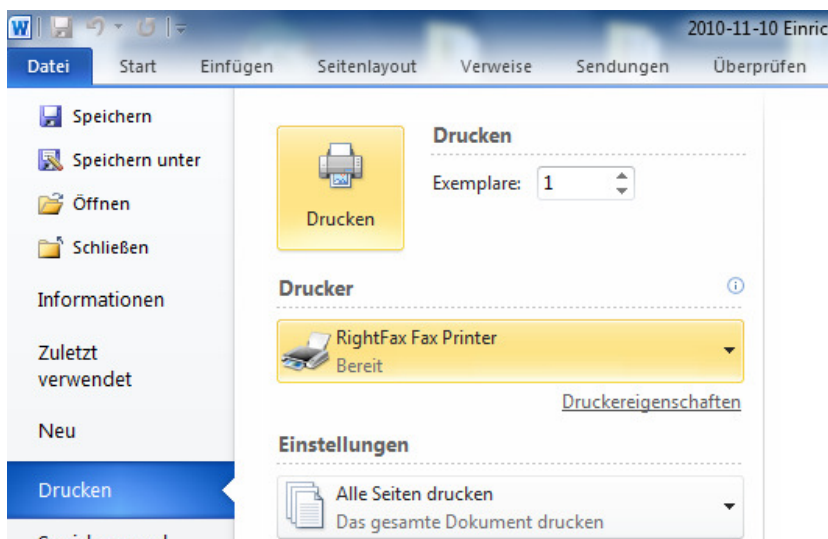 W
2010-11-10 Einric
Datei Start Einfügen Seitenlayout Verweise Sendungen Überprüfen
Speichern
Speichern unter
Öffnen
Schließen
Informationen
Zuletzt
verwendet
Neu
Drucken
Drucken
Drucken
Exemplare: 1
Drucker
RightFax Fax Printer
Bereit
Druckereigenschaften
Einstellungen
Alle Seiten drucken
Das gesamte Dokument drucken